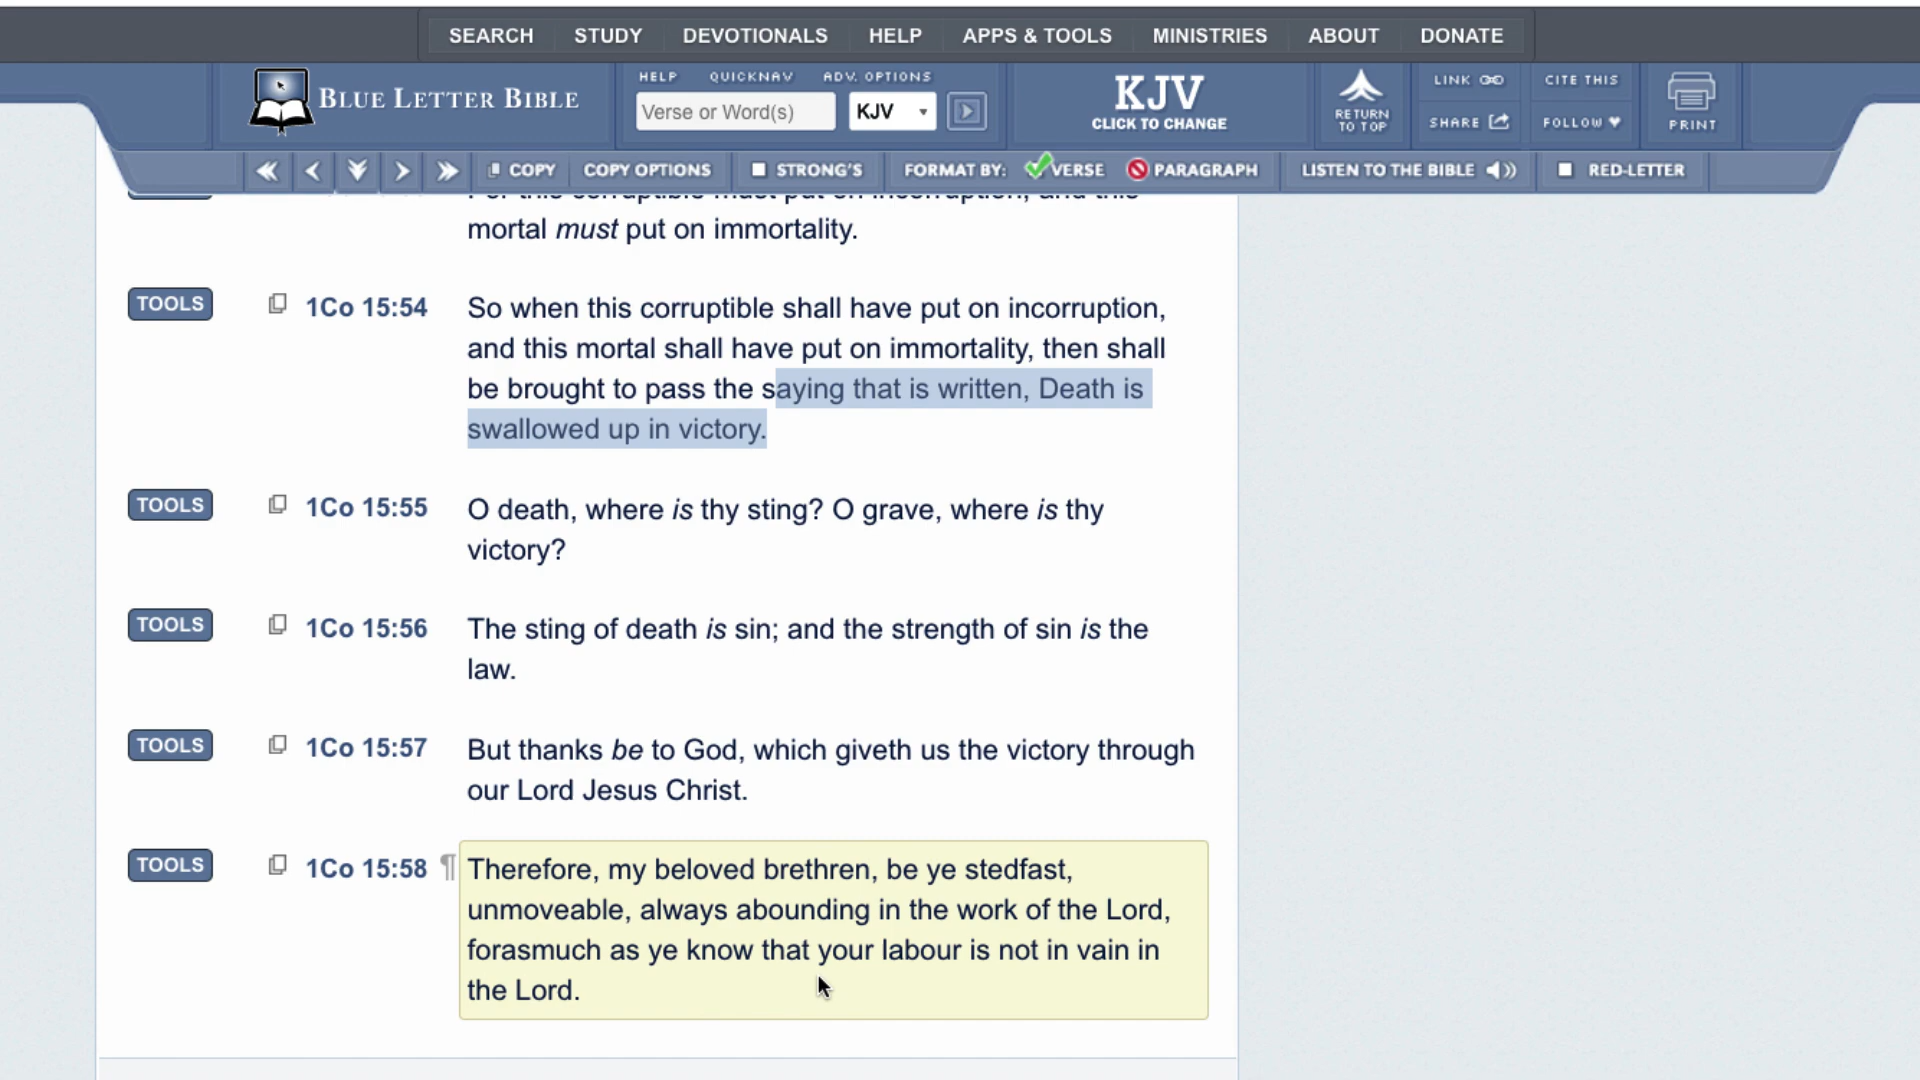 SEARCH STUDY DEVOTIONALS HELP APPS & TOOLS MINISTRIES ABOUT DONATE
BLUE LETTER BIBLE
HELP QUICKNAV ADV. OPTIONS
Verse or Word(s) KJV
KJV
CLICK TO CHANGE
RETURN
TO TOP
LINK CITE THIS
SHARE FOLLOW
PRINT
COPY COPY OPTIONS STRONG'S FORMAT BY: VERSE PARAGRAPH LISTEN TO THE BIBLE RED-LETTER
For this corruptible must put on incorruption, and this
mortal must put on immortality.
TOOLS 1Co 15:54 So when this corruptible shall have put on incorruption,
and this mortal shall have put on immortality, then shall
be brought to pass the saying that is written, Death is
swallowed up in victory.
TOOLS 1Co 15:55 O death, where is thy sting? O grave, where is thy
victory?
TOOLS 1Co 15:56 The sting of death is sin; and the strength of sin is the
law.
TOOLS 1Co 15:57 But thanks be to God, which giveth us the victory through
our Lord Jesus Christ.
TOOLS 1Co 15:58 ¶ Therefore, my beloved brethren, be ye stedfast,
unmoveable, always abounding in the work of the Lord,
forasmuch as ye know that your labour is not in vain in
the Lord.